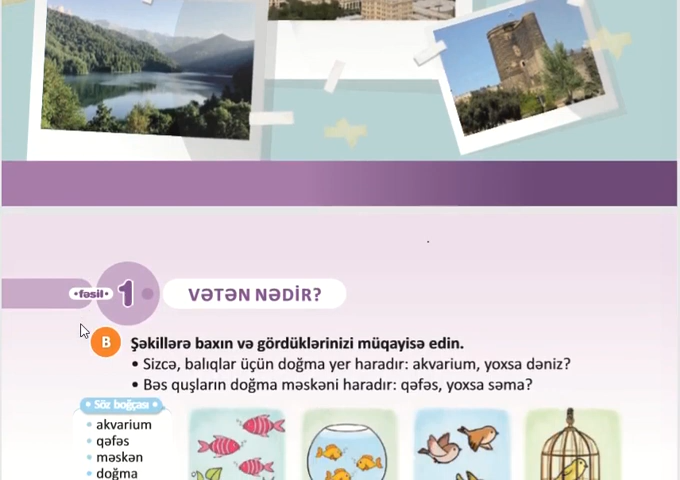 •fəsil• 1
VƏTƏN NƏDİR?
B Şəkillərə baxın və gördüklərinizi müqayisə edin.
• Sizcə, balıqlar üçün doğma yer haradır: akvarium, yoxsa dəniz?
• Bəs quşların doğma məskəni haradır: qəfəs, yoxsa səma?
• Söz boğçası •
• akvarium
• qəfəs
• məskən
• doğma